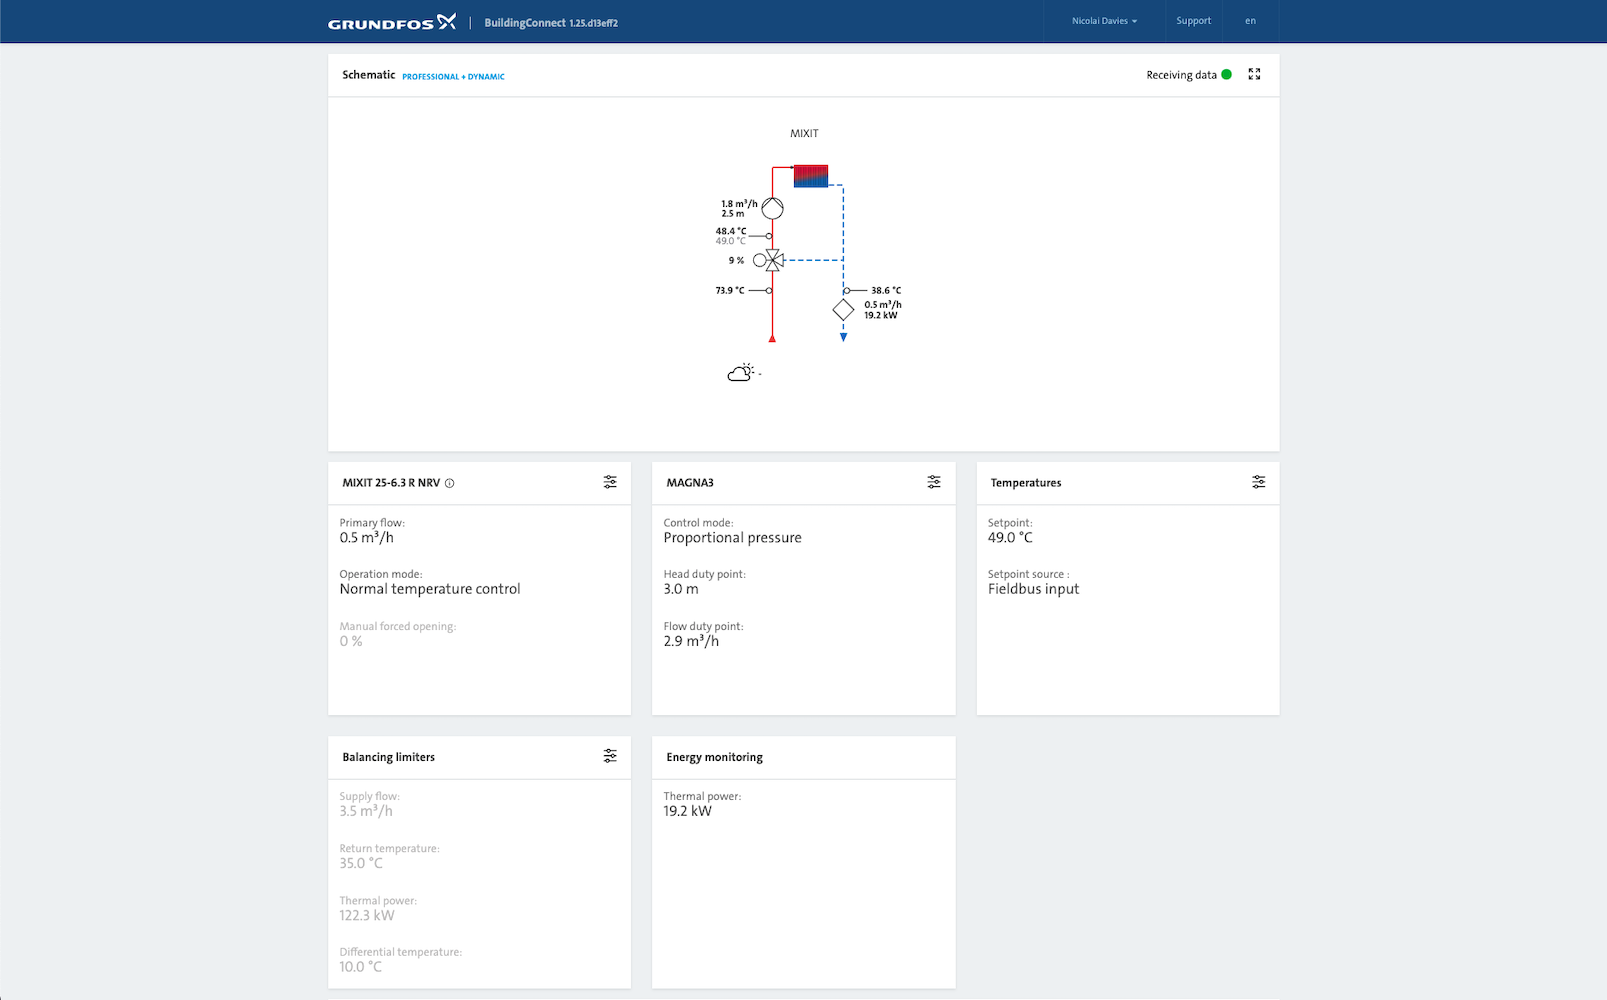 GRUNDFOS | BuildingConnect 1.25.d13eff2
Nicolai Davies
Support
en
Schematic PROFESSIONAL + DYNAMIC
Receiving data
MIXIT
1.8 m³/h
2.5 m
48.4 °C
49.0 °C
9 %
73.9 °C
38.6 °C
0.5 m³/h
19.2 kW
-
MIXIT 25-6.3 R NRV
Primary flow:
0.5 m³/h
Operation mode:
Normal temperature control
Manual forced opening:
0 %
MAGNA3
Control mode:
Proportional pressure
Head duty point:
3.0 m
Flow duty point:
2.9 m³/h
Temperatures
Setpoint:
49.0 °C
Setpoint source :
Fieldbus input
Balancing limiters
Supply flow:
3.5 m³/h
Return temperature:
35.0 °C
Thermal power:
122.3 kW
Differential temperature:
10.0 °C
Energy monitoring
Thermal power:
19.2 kW